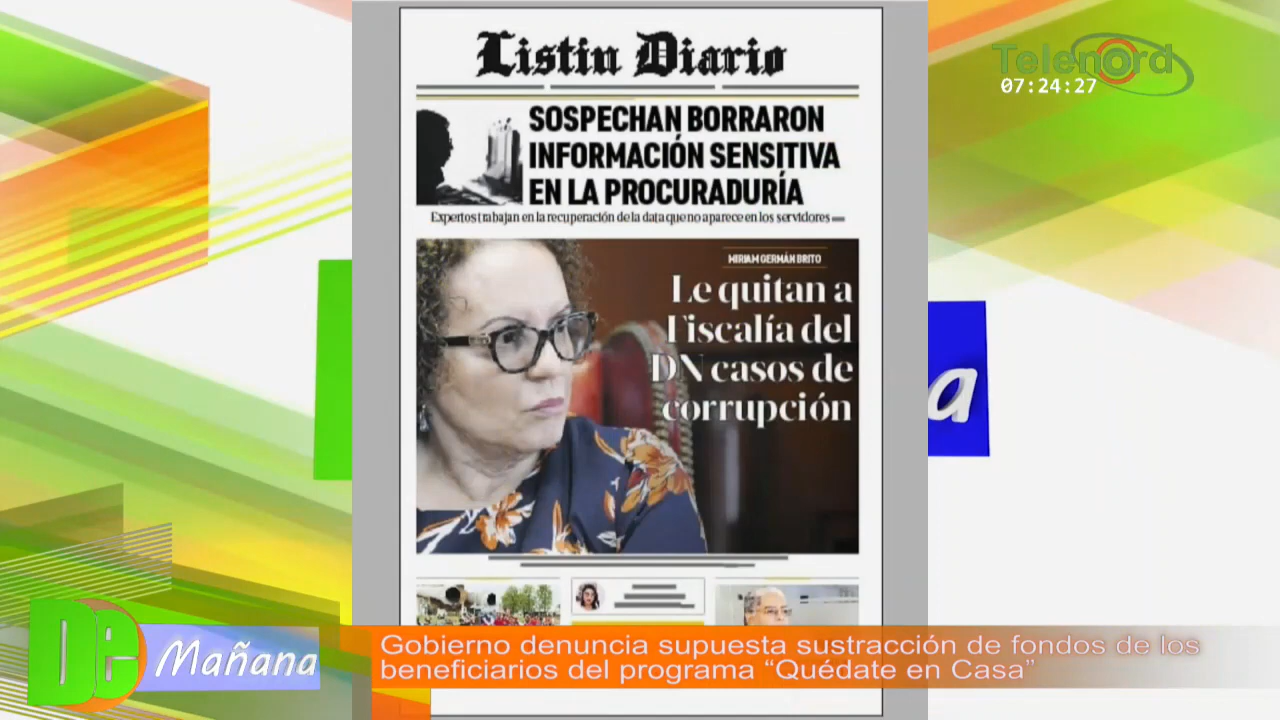 Listin Diario
Telenord
07:24:27
SOSPECHAN BORRARON
INFORMACIÓN SENSITIVA
EN LA PROCURADURÍA
Expertos trabajan en la recuperación de la data que no aparece en los servidores
MIRIAM GERMÁN BRITO
Le quitan a
Fiscalía del
DN casos de
corrupción
a
De Mañana
Gobierno denuncia supuesta sustracción de fondos de los
beneficiarios del programa “Quédate en Casa”